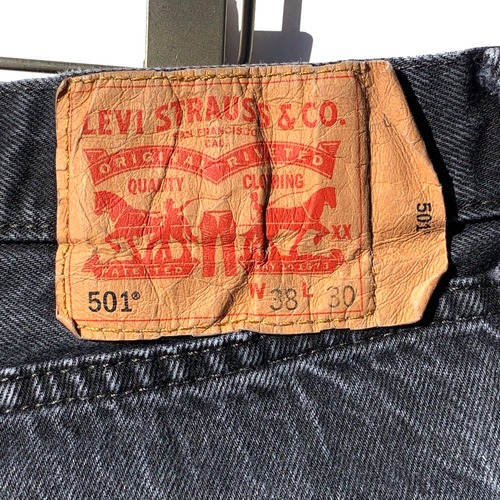 LEVI STRAUSS & CO.
SAN FRANCISCO
CAL.
ORIGINAL RIVETED
QUALITY CLOTHING
XX
501®
W 38 L 30
501